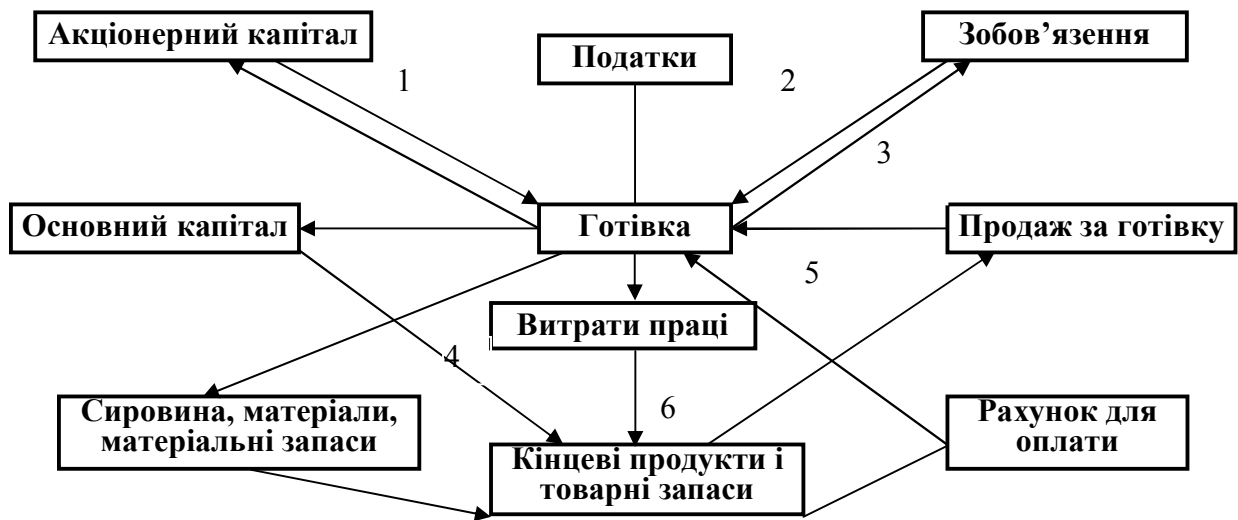 Акціонерний капітал
Податки
Зобов’язення
1
2
3
Основний капітал
Готівка
Продаж за готівку
5
Витрати праці
4
Сировина, матеріали,
матеріальні запаси
6
Рахунок для
оплати
Кінцеві продукти і
товарні запаси